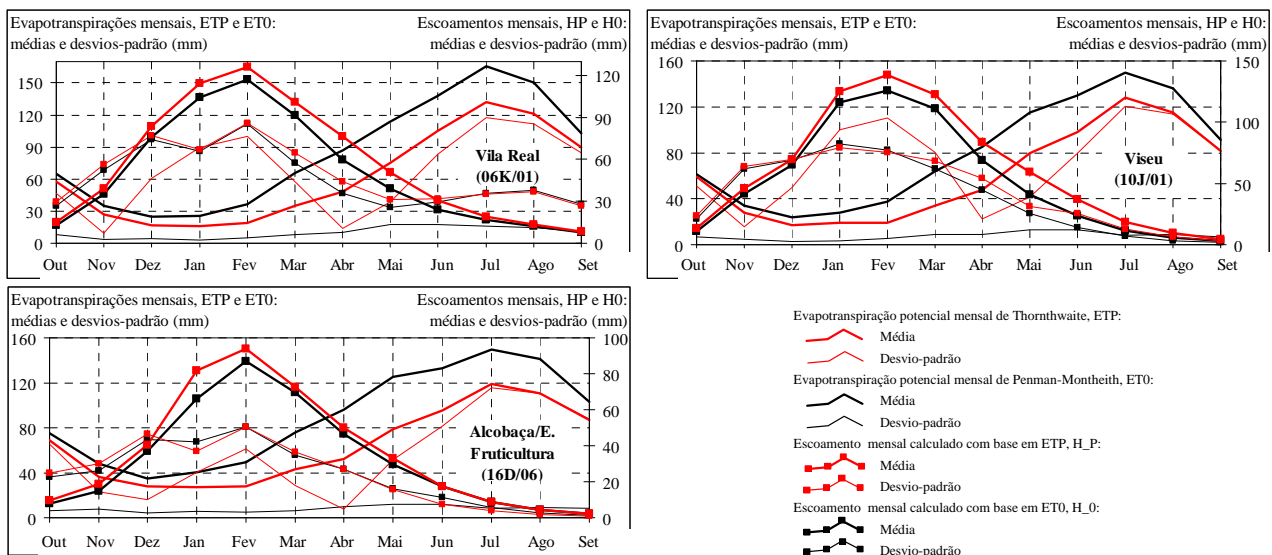 Evapotranspirações mensais, ETP e ET0:
médias e desvios-padrão (mm)
Escoamentos mensais, HP e H0:
médias e desvios-padrão (mm)
150
120
90
60
30
0
120
90
60
30
0
Vila Real
(06K/01)
Out Nov Dez Jan Fev Mar Abr Mai Jun Jul Ago Set
Evapotranspirações mensais, ETP e ET0:
médias e desvios-padrão (mm)
Escoamentos mensais, HP e H0:
médias e desvios-padrão (mm)
160
120
80
40
0
150
100
50
0
Viseu
(10J/01)
Out Nov Dez Jan Fev Mar Abr Mai Jun Jul Ago Set
Evapotranspirações mensais, ETP e ET0:
médias e desvios-padrão (mm)
Escoamentos mensais, HP e H0:
médias e desvios-padrão (mm)
160
120
80
40
0
100
80
60
40
20
0
Alcobaça/E.
Fruticultura
(16D/06)
Out Nov Dez Jan Fev Mar Abr Mai Jun Jul Ago Set
Evapotranspiração potencial mensal de Thornthwaite, ETP:
Média
Desvio-padrão
Evapotranspiração potencial mensal de Penman-Montheith, ET0:
Média
Desvio-padrão
Escoamento mensal calculado com base em ETP, H_P:
Média
Desvio-padrão
Escoamento mensal calculado com base em ET0, H_0:
Média
Desvio-padrão